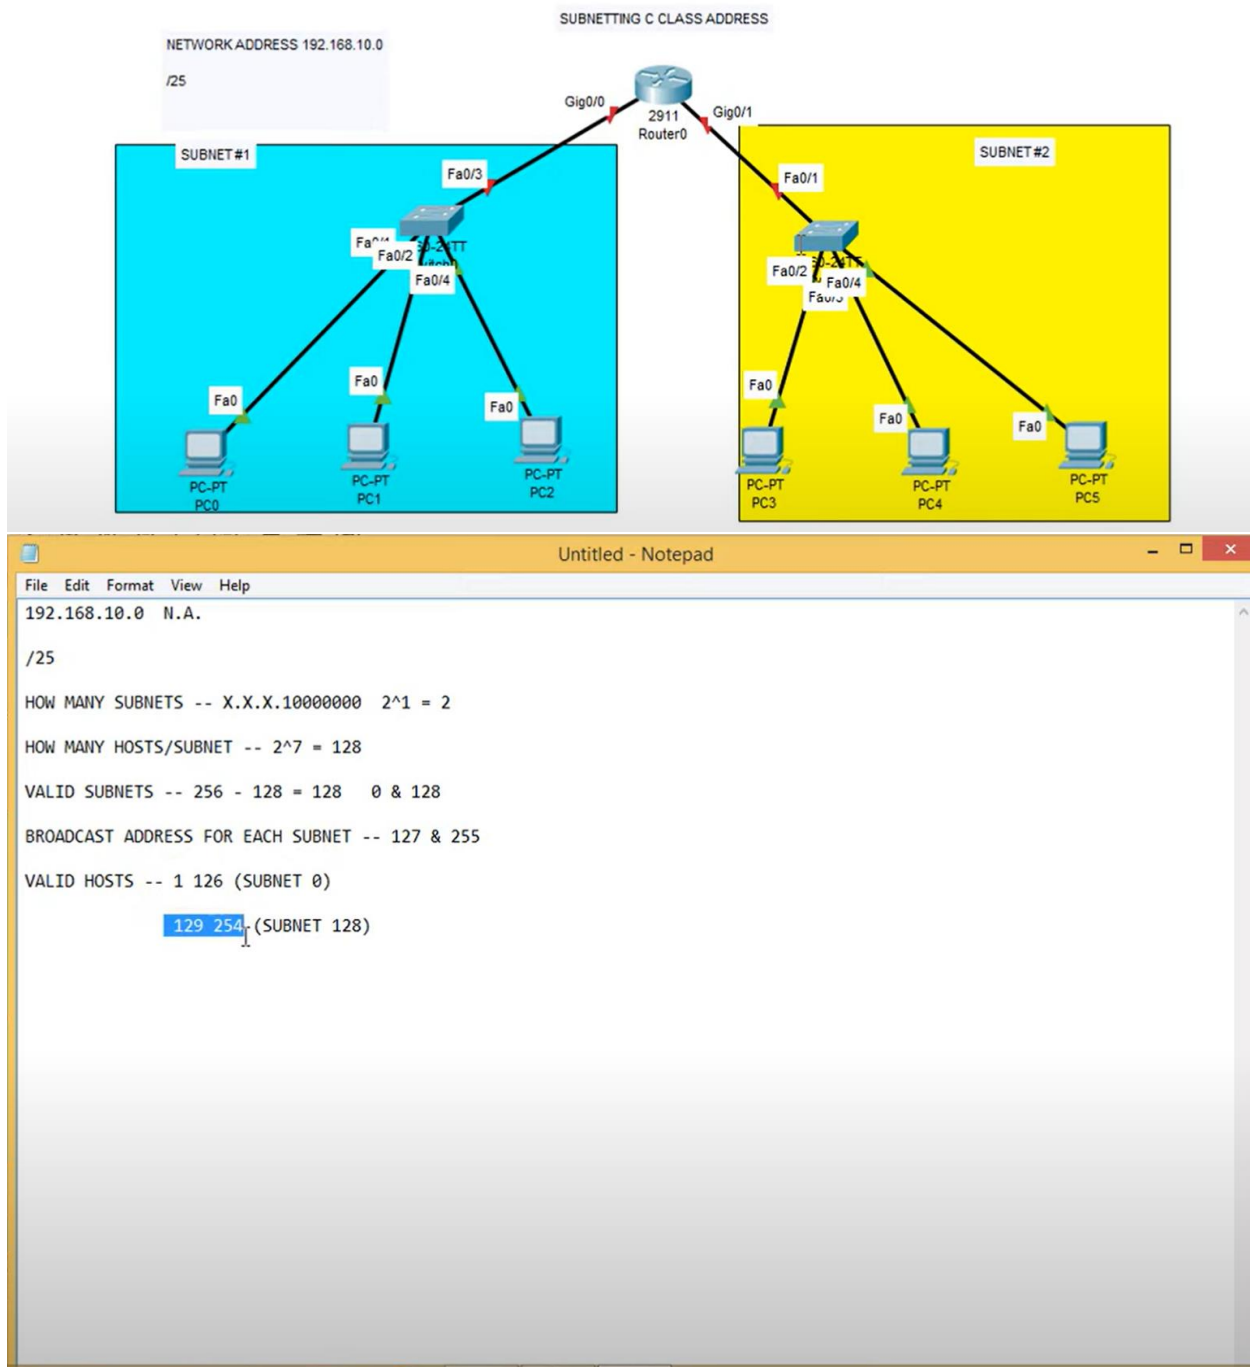 SUBNETTING C CLASS ADDRESS
NETWORK ADDRESS 192.168.10.0
/25
Gig0/0
Gig0/1
2911
Router0
SUBNET #1
SUBNET #2
Fa0/3
Fa0/1
Fa0/2
Fa0/4
Fa0/2
Fa0/4
Fa0
Fa0
Fa0
Fa0
Fa0
Fa0
PC-PT
PC0
PC-PT
PC1
PC-PT
PC2
PC-PT
PC3
PC-PT
PC4
PC-PT
PC5
Untitled - Notepad
File Edit Format View Help
192.168.10.0 N.A.
/25
HOW MANY SUBNETS -- X.X.X.10000000 2^1 = 2
HOW MANY HOSTS/SUBNET -- 2^7 = 128
VALID SUBNETS -- 256 - 128 = 128 0 & 128
BROADCAST ADDRESS FOR EACH SUBNET -- 127 & 255
VALID HOSTS -- 1 126 (SUBNET 0)
129 254 (SUBNET 128)